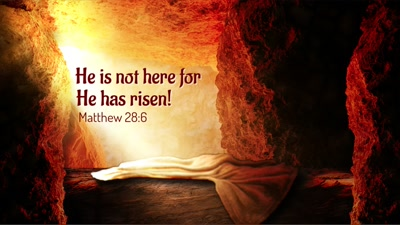 He is not here for
He has risen!
Matthew 28:6